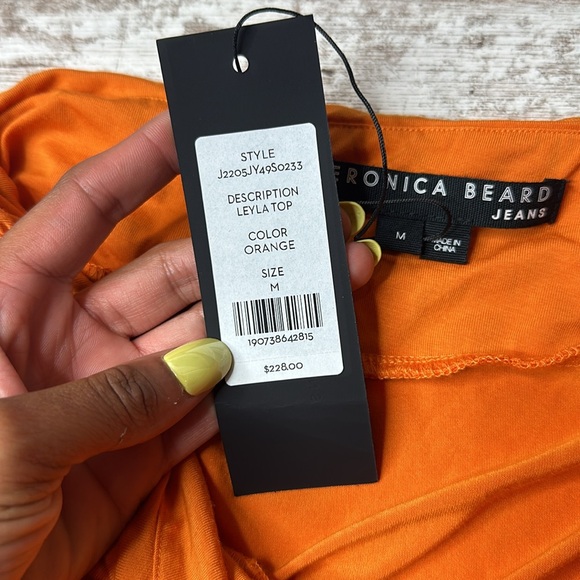 STYLE
J2205JY49S0233
DESCRIPTION
LEYLA TOP
COLOR
ORANGE
SIZE
M
190738642815
$228.00
ERONICA BEARD
JEANS
M
MADE IN
CHINA